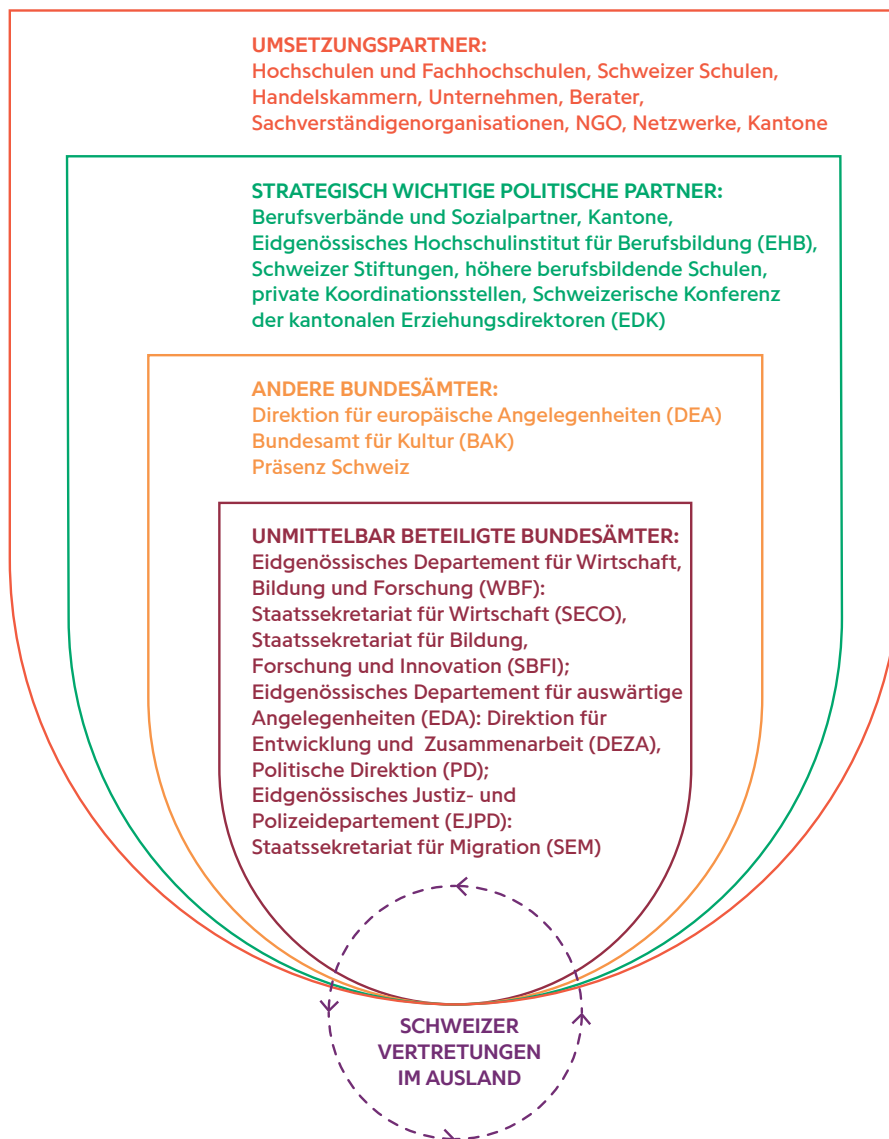 UMSETZUNGSPARTNER:
Hochschulen und Fachhochschulen, Schweizer Schulen,
Handelskammern, Unternehmen, Berater,
Sachverständigenorganisationen, NGO, Netzwerke, Kantone
STRATEGISCH WICHTIGE POLITISCHE PARTNER:
Berufsverbände und Sozialpartner, Kantone,
Eidgenössisches Hochschulinstitut für Berufsbildung (EHB),
Schweizer Stiftungen, höhere berufsbildende Schulen,
private Koordinationsstellen, Schweizerische Konferenz
der kantonalen Erziehungsdirektoren (EDK)
ANDERE BUNDESÄMTER:
Direktion für europäische Angelegenheiten (DEA)
Bundesamt für Kultur (BAK)
Präsenz Schweiz
UNMITTELBAR BETEILIGTE BUNDESÄMTER:
Eidgenössisches Departement für Wirtschaft,
Bildung und Forschung (WBF):
Staatssekretariat für Wirtschaft (SECO),
Staatssekretariat für Bildung,
Forschung und Innovation (SBFI);
Eidgenössisches Departement für auswärtige
Angelegenheiten (EDA): Direktion für
Entwicklung und Zusammenarbeit (DEZA),
Politische Direktion (PD);
Eidgenössisches Justiz- und
Polizeidepartement (EJPD):
Staatssekretariat für Migration (SEM)
SCHWEIZER
VERTRETUNGEN
IM AUSLAND